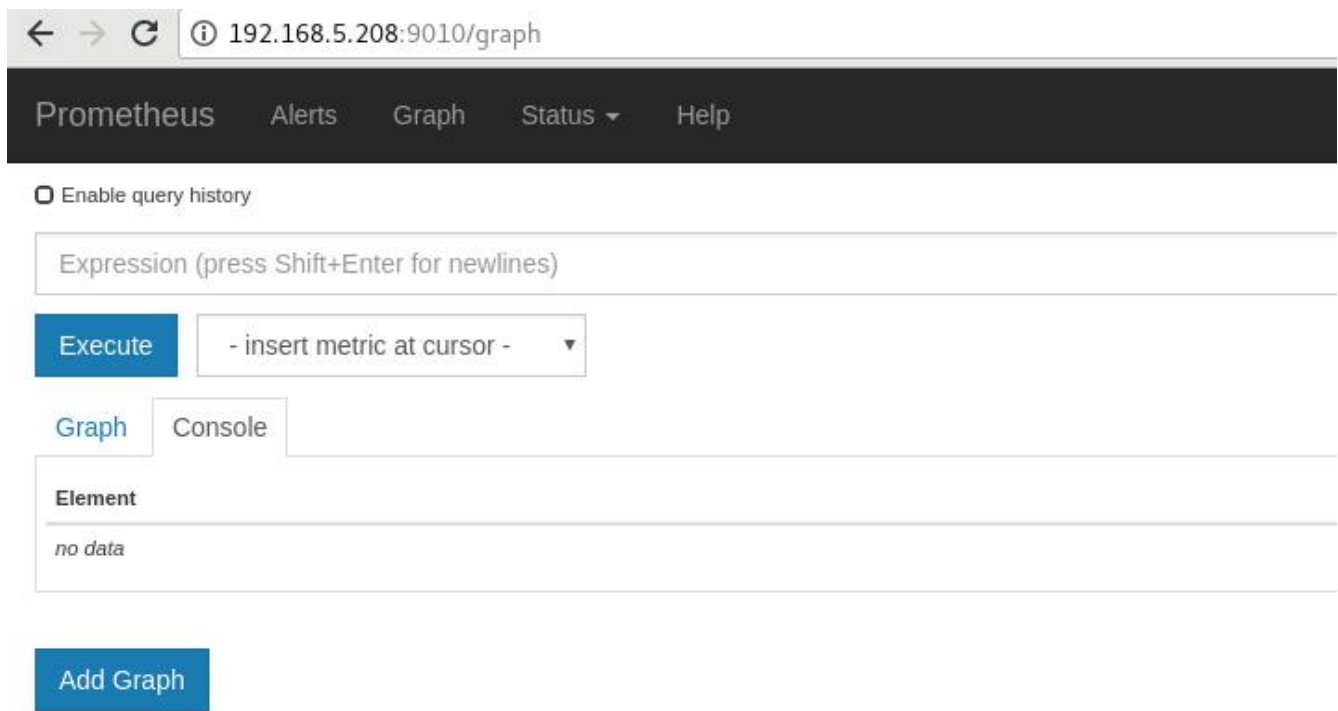 192.168.5.208:9010/graph
Prometheus Alerts Graph Status Help
Enable query history
Expression (press Shift+Enter for newlines)
Execute - insert metric at cursor -
Graph Console
Element
no data
Add Graph